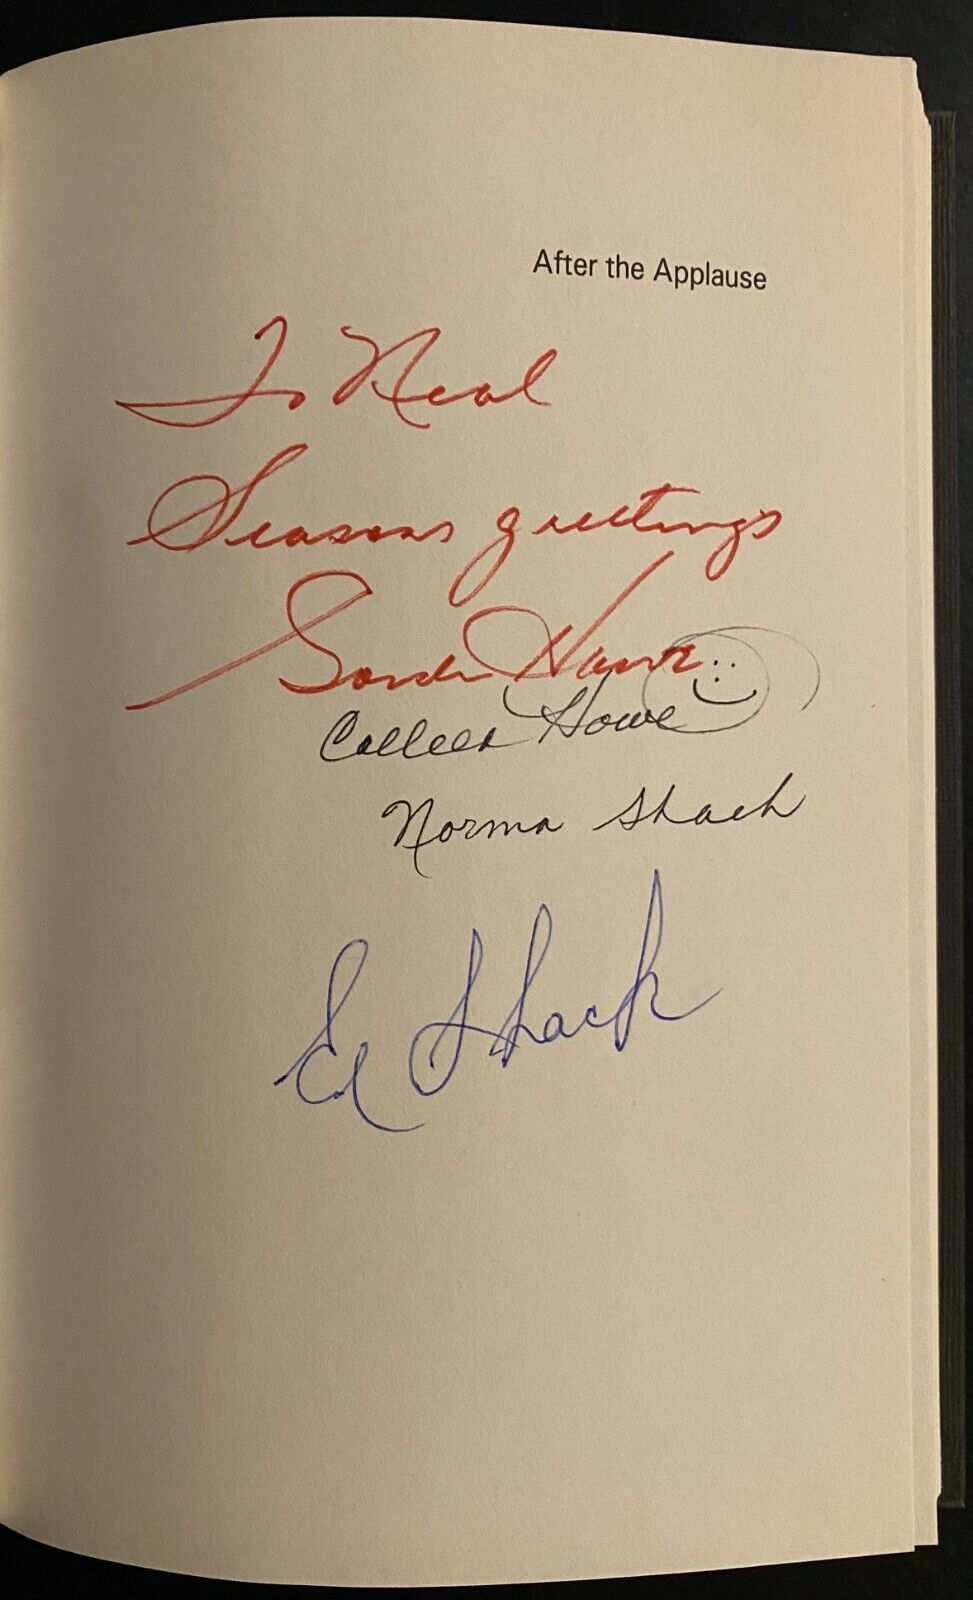 After the Applause
To Neal
Seasons greetings
Gordie Howe
Colleen Howe
Norma Shack
Ed Shack